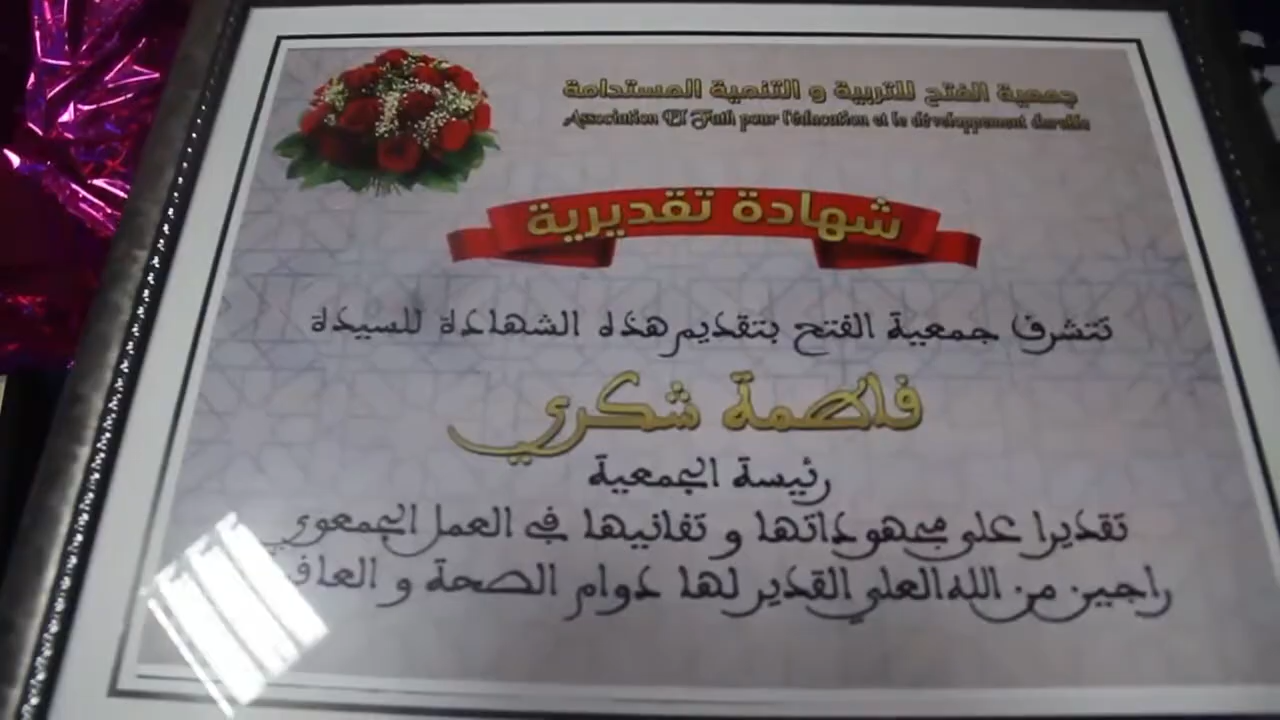 جمعية الفتح للتربية و التنمية المستدامة
Association El Fath pour l'éducation et le développement durable
شهادة تقديرية
تتشرف جمعية الفتح بتقديم هذه الشهادة للسيدة
فاطمة شكري
رئيسة الجمعية
تقديرا على مجهوداتها و تفانيها في العمل الجمعوي
راجين من الله العلي القدير لها دوام الصحة و